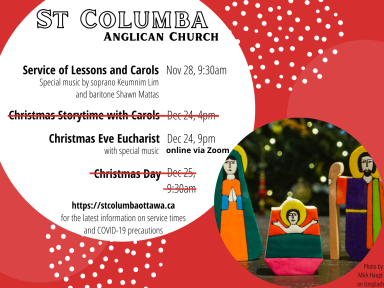 ST COLUMBA
ANGLICAN CHURCH
Service of Lessons and Carols Nov 28, 9:30am
Special music by soprano Keumnim Lim
and baritone Shan Mattas
Christmas Storytime with Carols Dec 24, 4pm
Christmas Eve Eucharist Dec 24, 9pm
with special music online via Zoom
Christmas Day Dec 25,
9:30am
https://stcolumbaottawa.ca
for the latest information on service times
and COVID-19 precautions
Photo by
Mick Haupt
on Unsplash